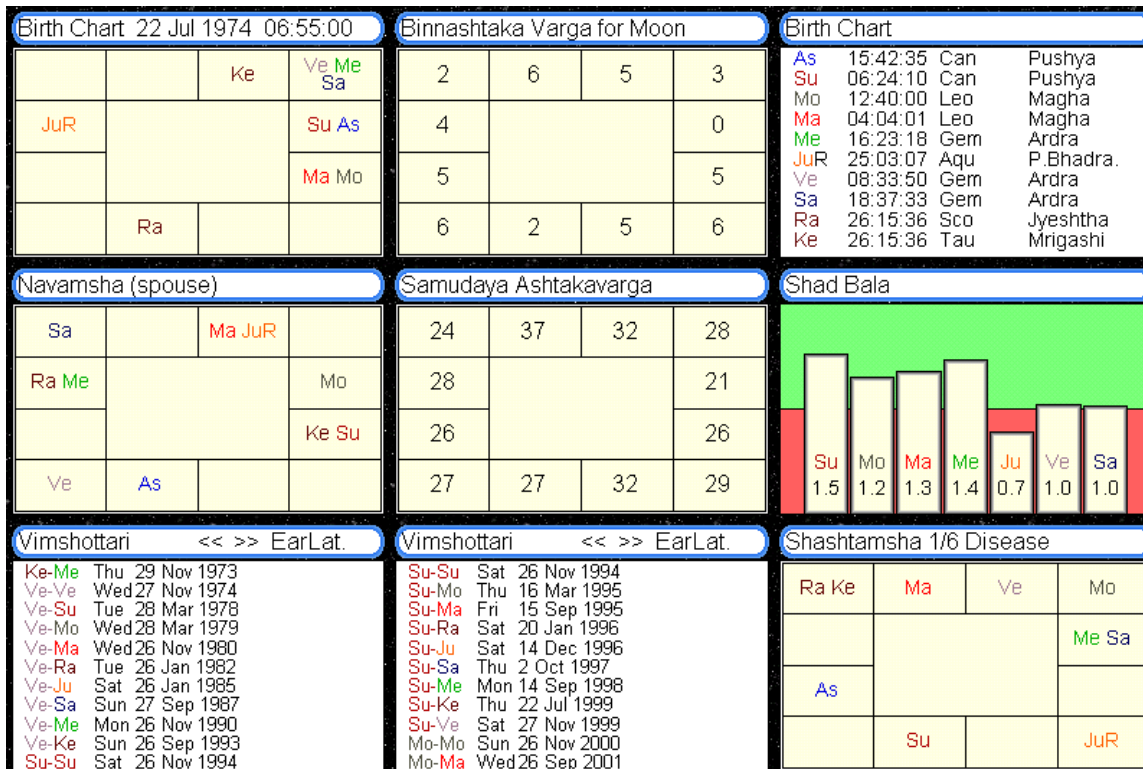 Birth Chart 22 Jul 1974 06:55:00
Ke
Ve Me
Sa
JuR
Su As
Ma Mo
Ra
Binnashtaka Varga for Moon
2 6 5 3
4 0
5 5
6 2 5 6
Birth Chart
As 15:42:35 Can Pushya
Su 06:24:10 Can Pushya
Mo 12:40:00 Leo Magha
Ma 04:04:01 Leo Magha
Me 16:23:18 Gem Ardra
JuR 25:03:07 Aqu P.Bhadra.
Ve 08:33:50 Gem Ardra
Sa 18:37:33 Gem Ardra
Ra 26:15:36 Sco Jyeshtha
Ke 26:15:36 Tau Mrigashi
Navamsha (spouse)
Sa Ma JuR
Ra Me Mo
Ke Su
Ve As
Samudaya Ashtakavarga
24 37 32 28
28 21
26 26
27 27 32 29
Shad Bala
Su Mo Ma Me Ju Ve Sa
1.5 1.2 1.3 1.4 0.7 1.0 1.0
Vimshottari << >> EarLat.
Ke-Me Thu 29 Nov 1973
Ve-Ve Wed 27 Nov 1974
Ve-Su Tue 28 Mar 1978
Ve-Mo Wed 28 Mar 1979
Ve-Ma Wed 26 Nov 1980
Ve-Ra Tue 26 Jan 1982
Ve-Ju Sat 26 Jan 1985
Ve-Sa Sun 27 Sep 1987
Ve-Me Mon 26 Nov 1990
Ve-Ke Sun 26 Sep 1993
Su-Su Sat 26 Nov 1994
Vimshottari << >> EarLat.
Su-Su Sat 26 Nov 1994
Su-Mo Thu 16 Mar 1995
Su-Ma Fri 15 Sep 1995
Su-Ra Sat 20 Jan 1996
Su-Ju Sat 14 Dec 1996
Su-Sa Thu 2 Oct 1997
Su-Me Mon 14 Sep 1998
Su-Ke Thu 22 Jul 1999
Su-Ve Sat 27 Nov 1999
Mo-Mo Sun 26 Nov 2000
Mo-Ma Wed 26 Sep 2001
Shashtamsha 1/6 Disease
Ra Ke Ma Ve Mo
Me Sa
As
Su JuR